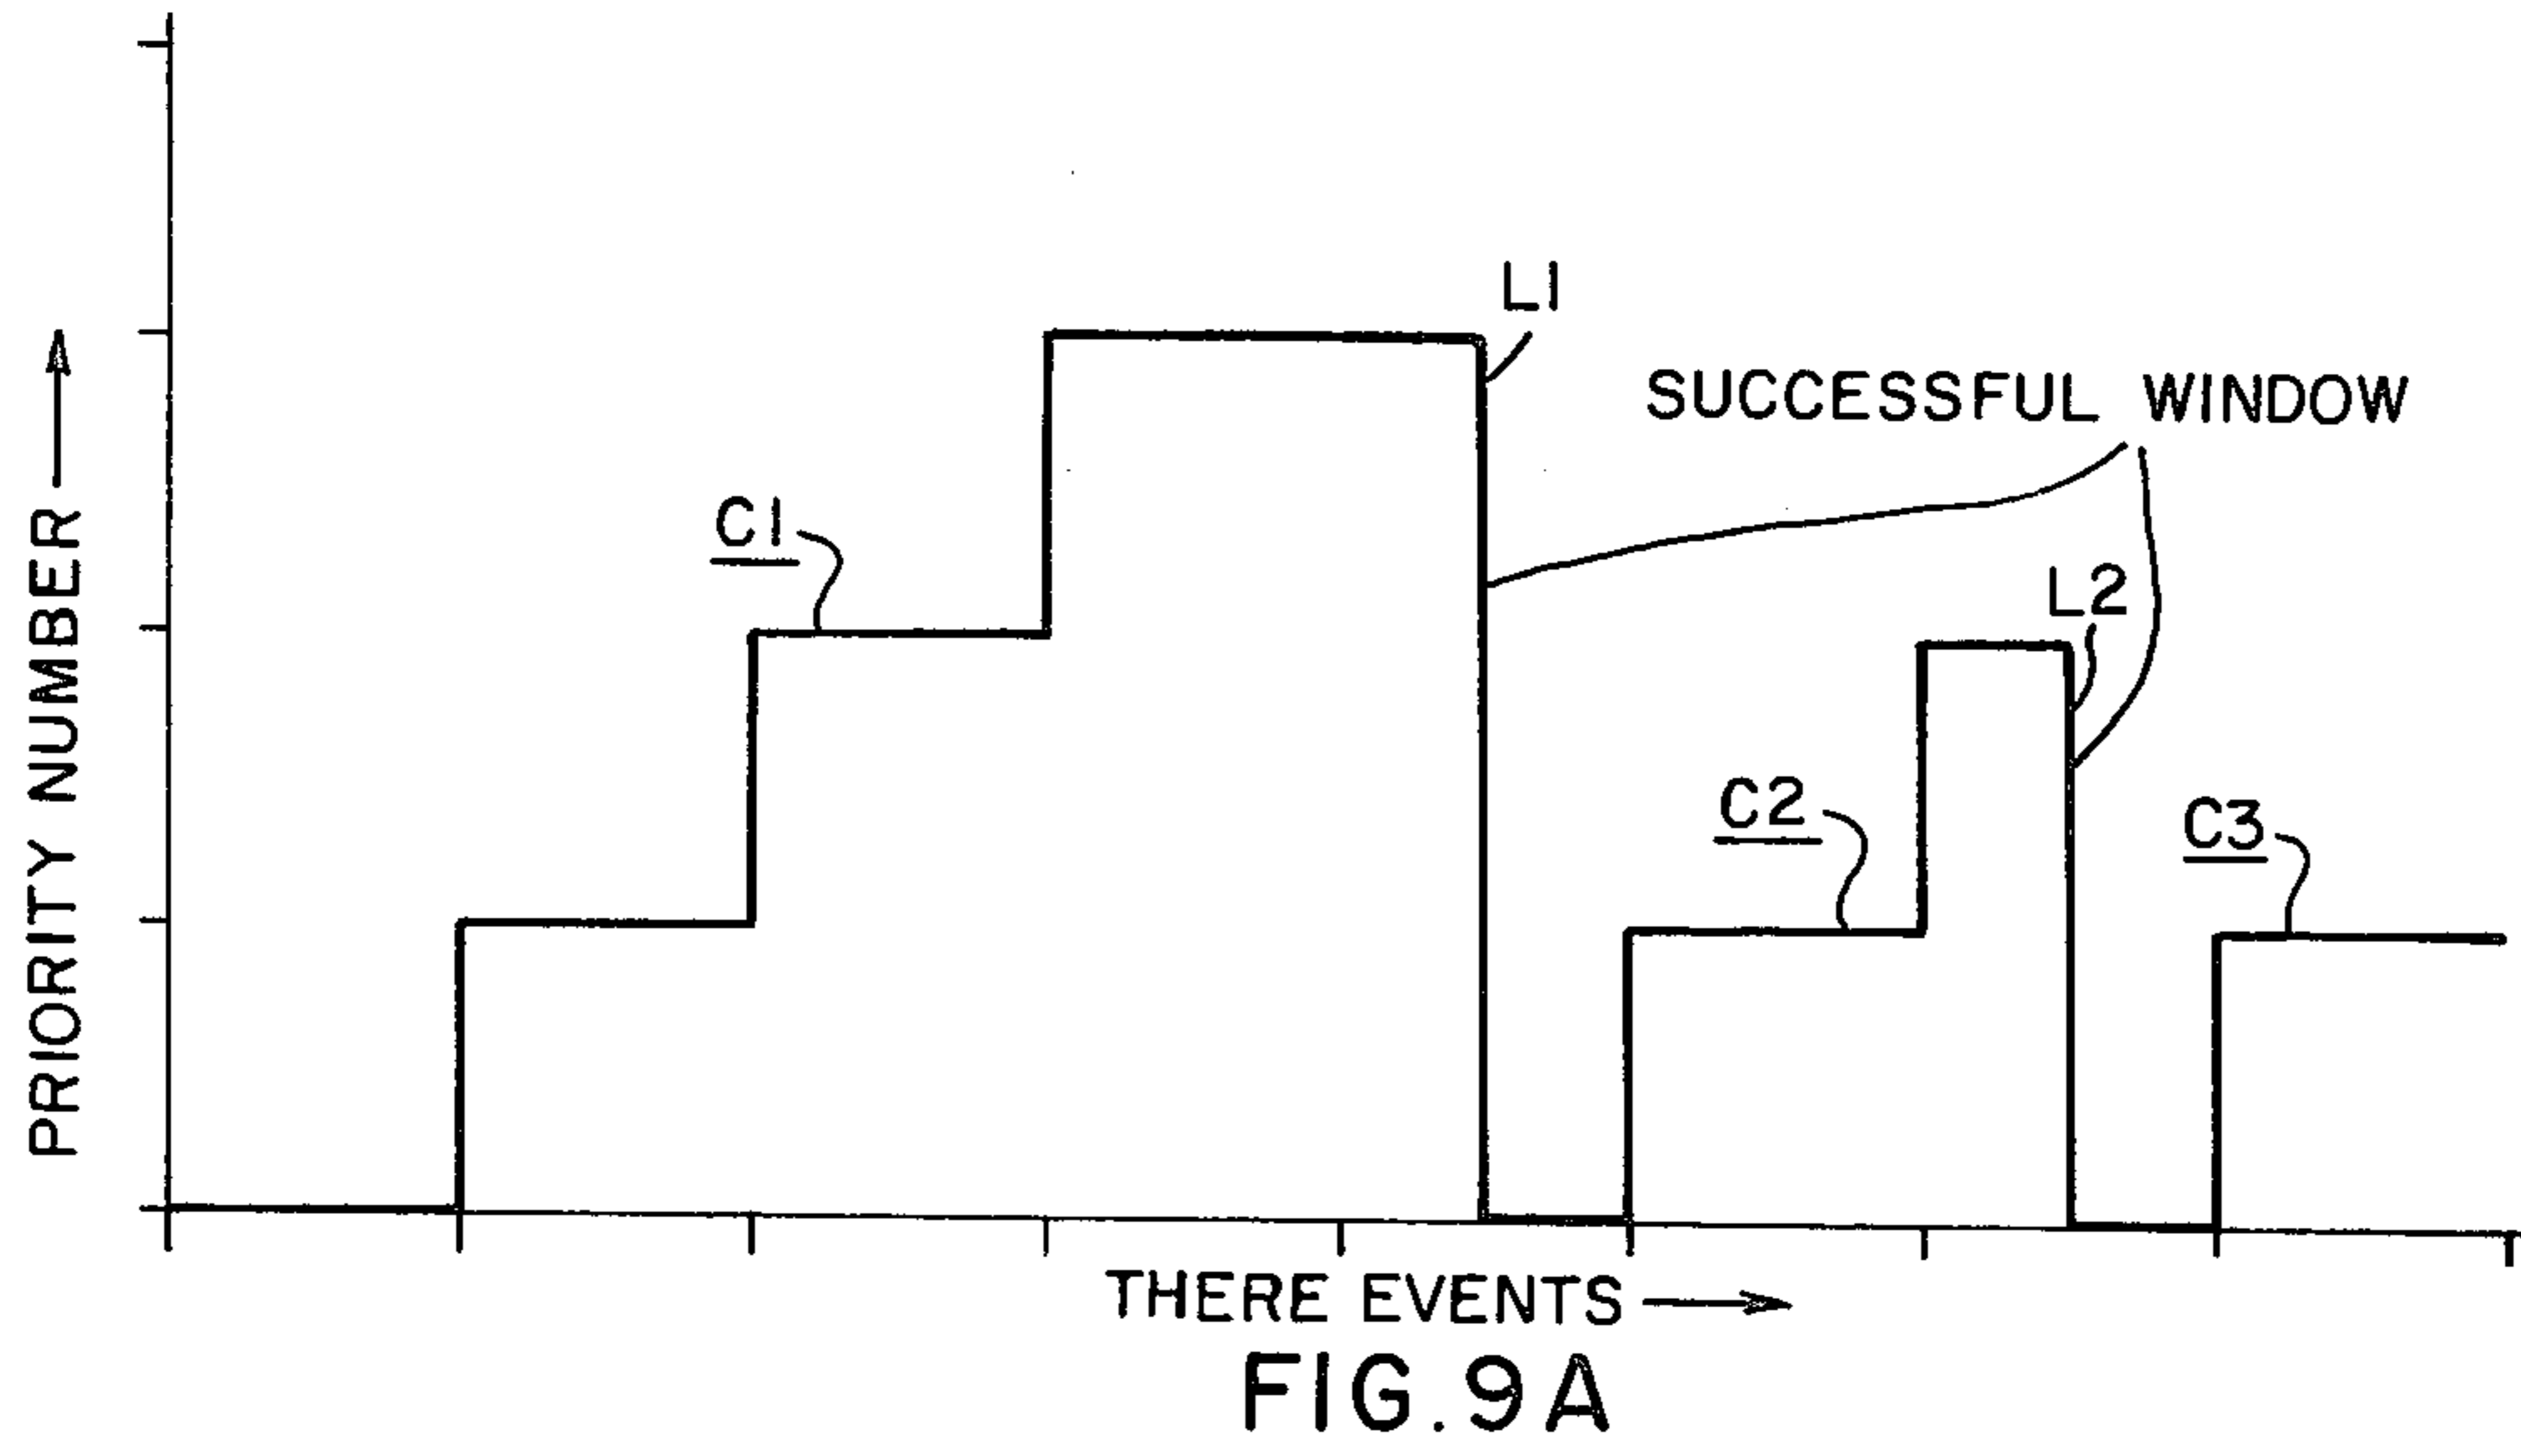 L1
SUCCESSFUL WINDOW
C1
L2
C2
C3
PRIORITY NUMBER
THERE EVENTS
FIG.9A